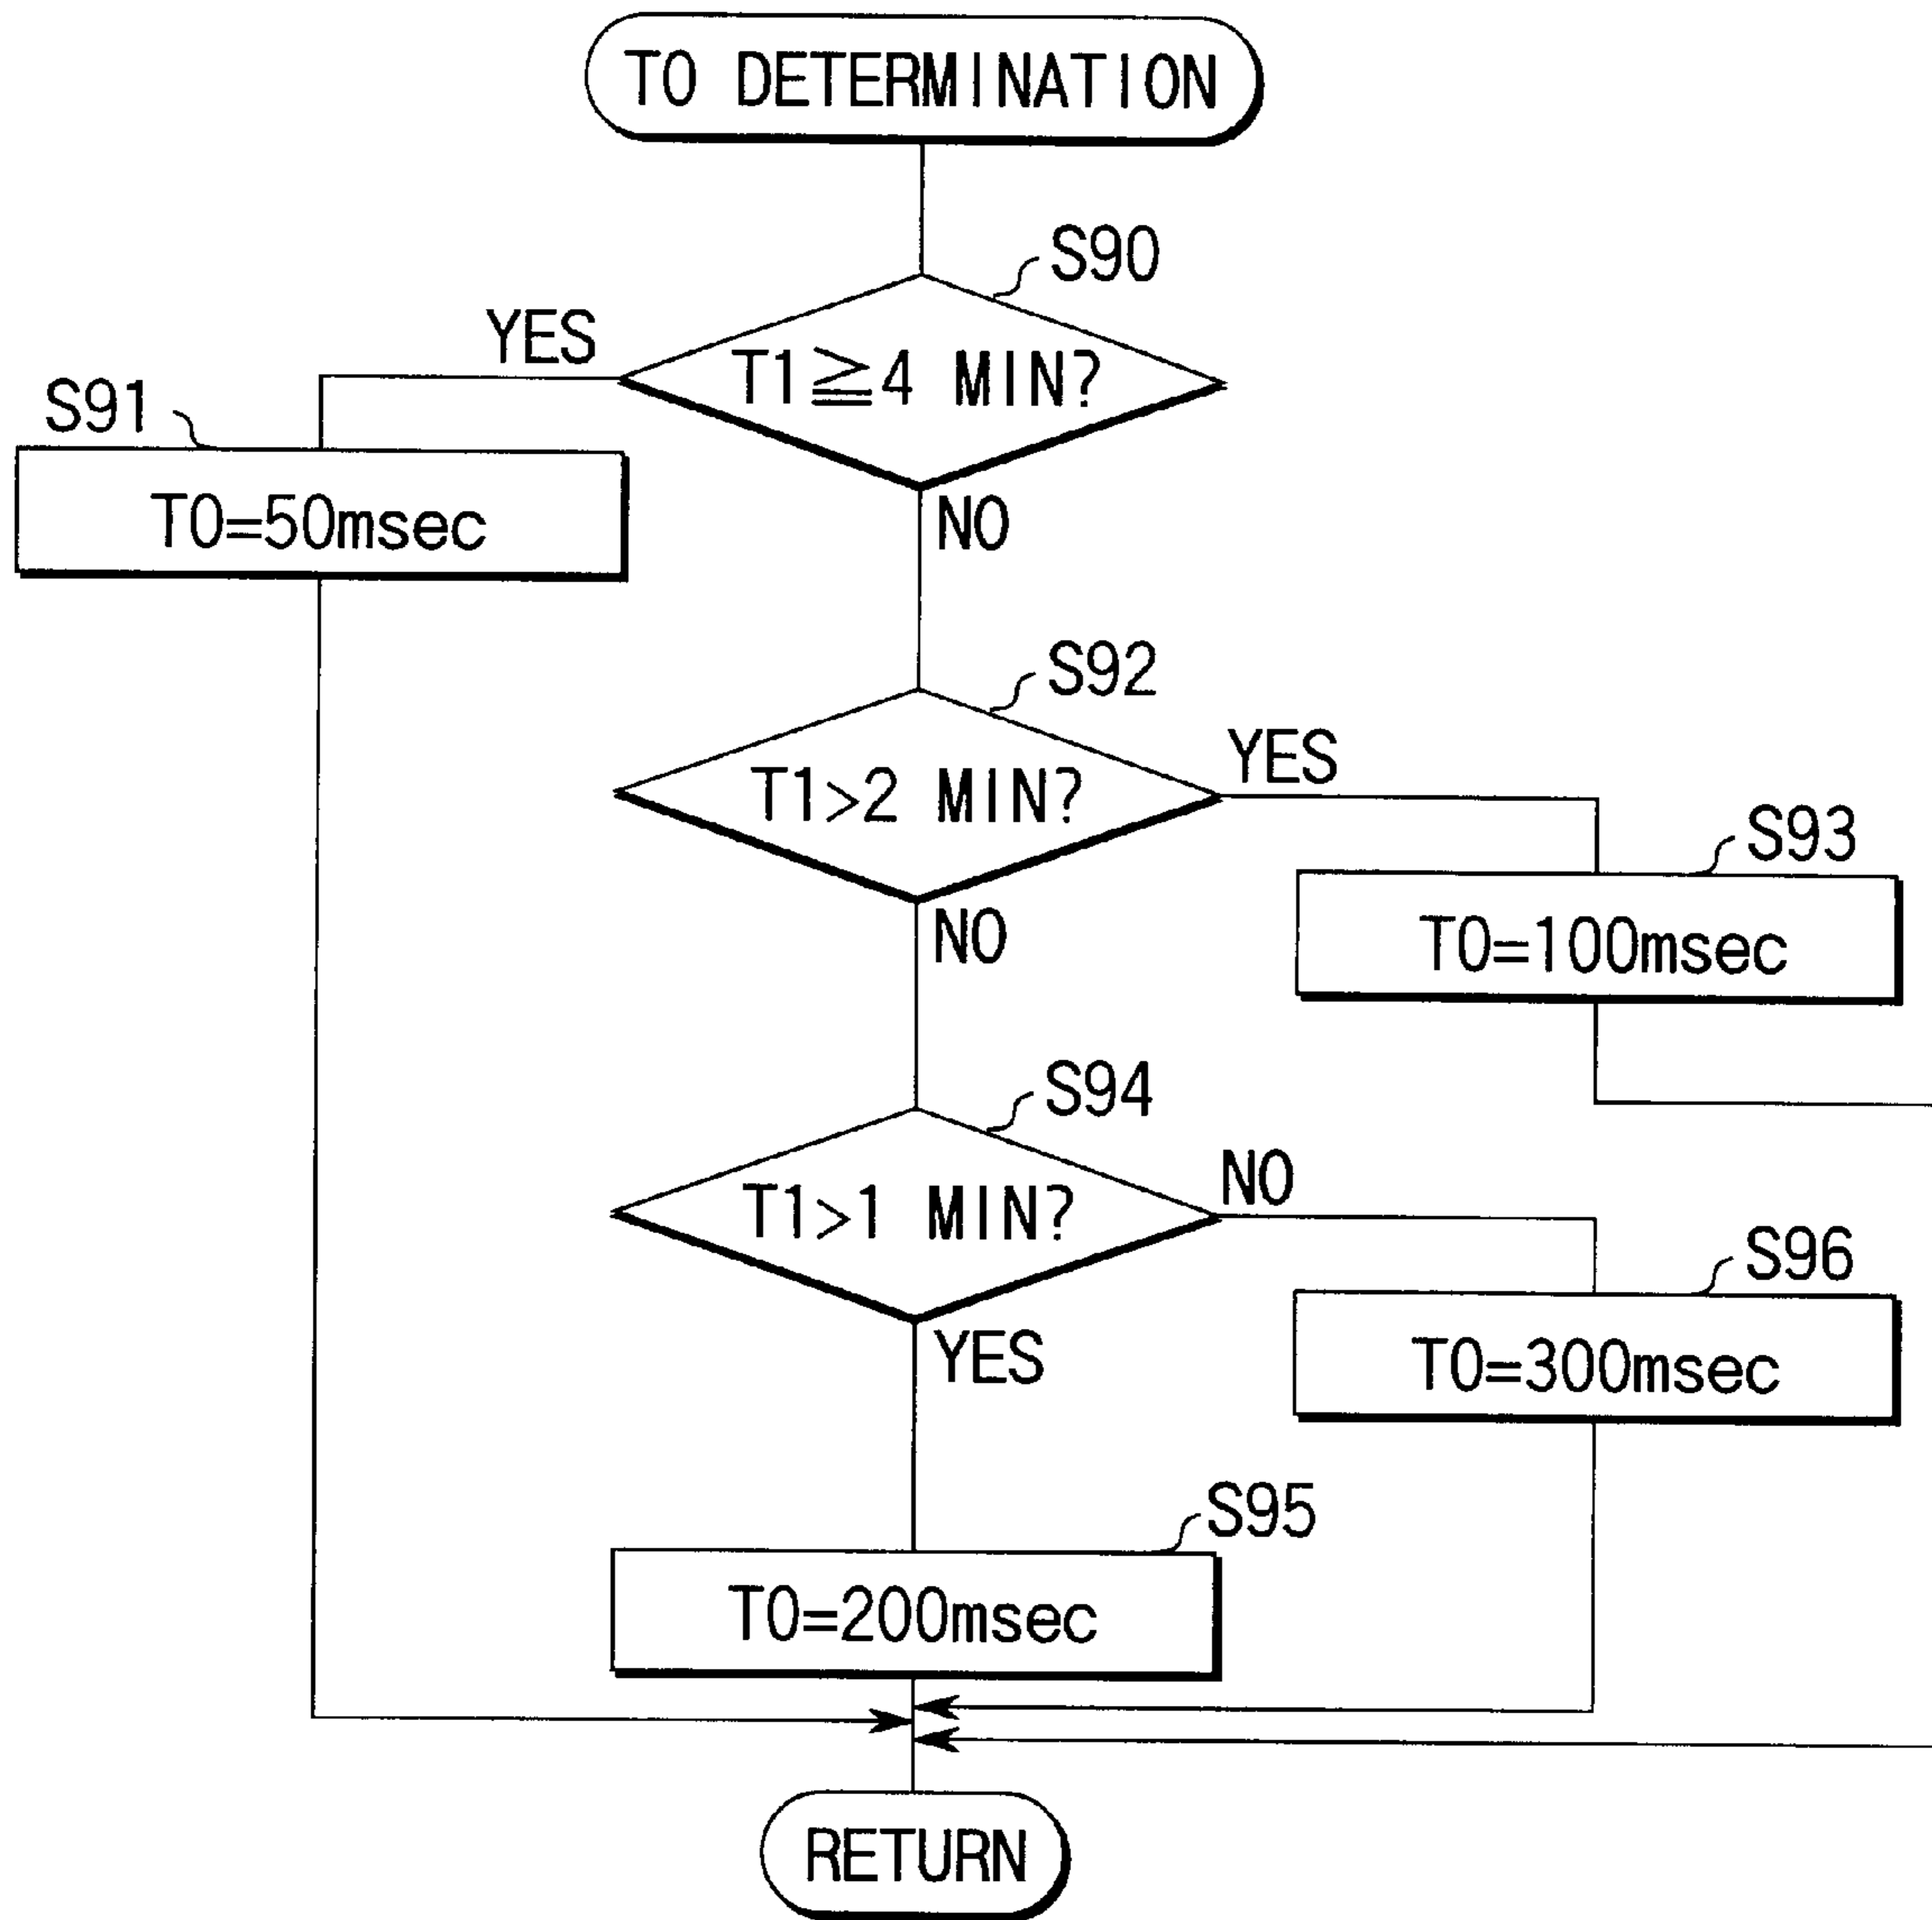 T0 DETERMINATION
S90
YES
T1≧4 MIN?
S91
T0=50msec
NO
S92
YES
T1>2 MIN?
S93
T0=100msec
NO
S94
NO
T1>1 MIN?
S96
T0=300msec
YES
S95
T0=200msec
RETURN